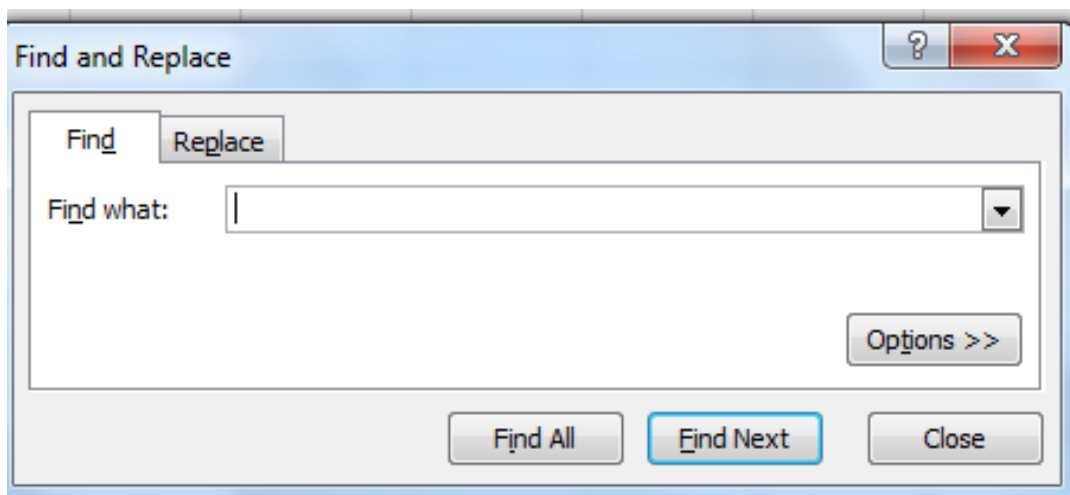 Find and Replace
?
X
Find
Replace
Find what:
Options >>
Find All
Find Next
Close